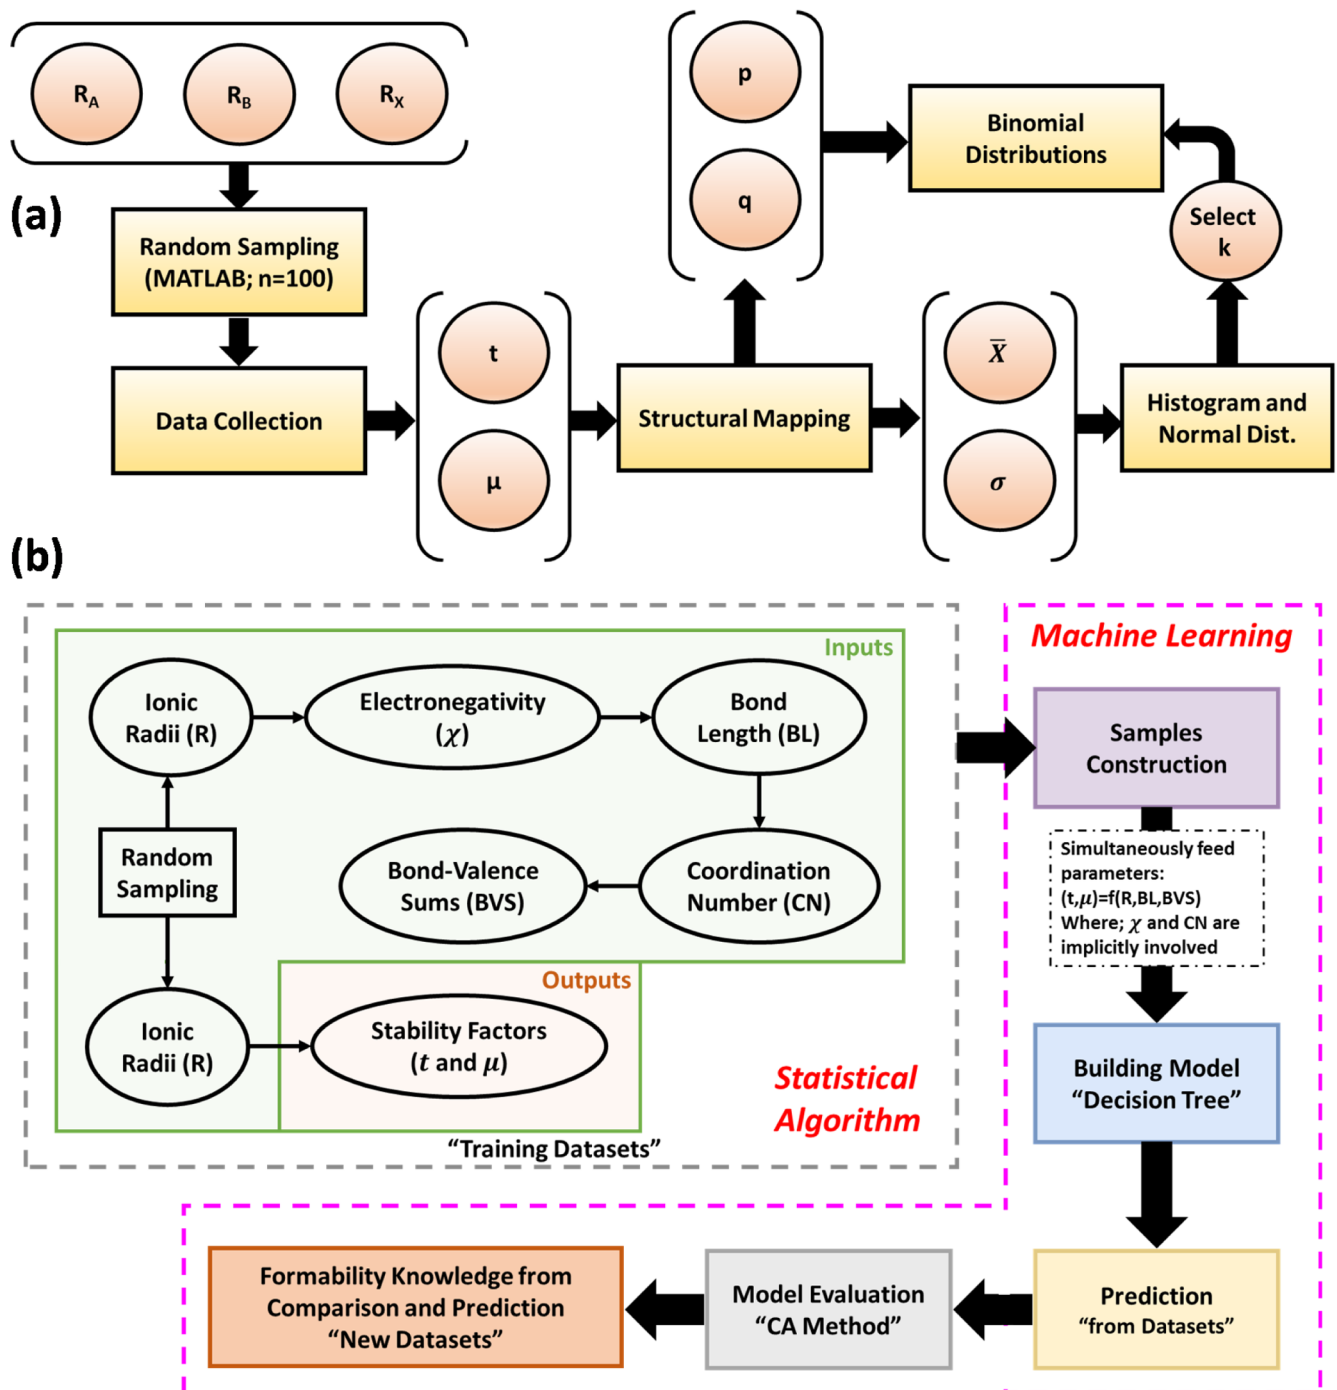 R_A
R_B
R_X
(a)
Random Sampling
(MATLAB; n=100)
Data Collection
t
μ
Structural Mapping
p
q
Binomial
Distributions
Select
k
X̅
σ
Histogram and
Normal Dist.
(b)
Inputs
Ionic
Radii (R)
Electronegativity
(χ)
Bond
Length (BL)
Random
Sampling
Bond-Valence
Sums (BVS)
Coordination
Number (CN)
Outputs
Ionic
Radii (R)
Stability Factors
(t and μ)
Statistical
Algorithm
“Training Datasets”
Machine Learning
Samples
Construction
Simultaneously feed
parameters:
(t,μ)=f(R,BL,BVS)
Where; χ and CN are
implicitly involved
Building Model
“Decision Tree”
Prediction
“from Datasets”
Model Evaluation
“CA Method”
Formability Knowledge from
Comparison and Prediction
“New Datasets”